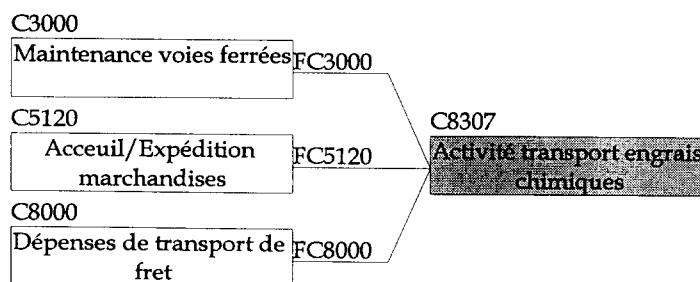 C3000
Maintenance voies ferrées
FC3000
C5120
Acceuil/Expédition
marchandises
FC5120
C8307
Activité transport engrais
chimiques
C8000
Dépenses de transport de
fret
FC8000